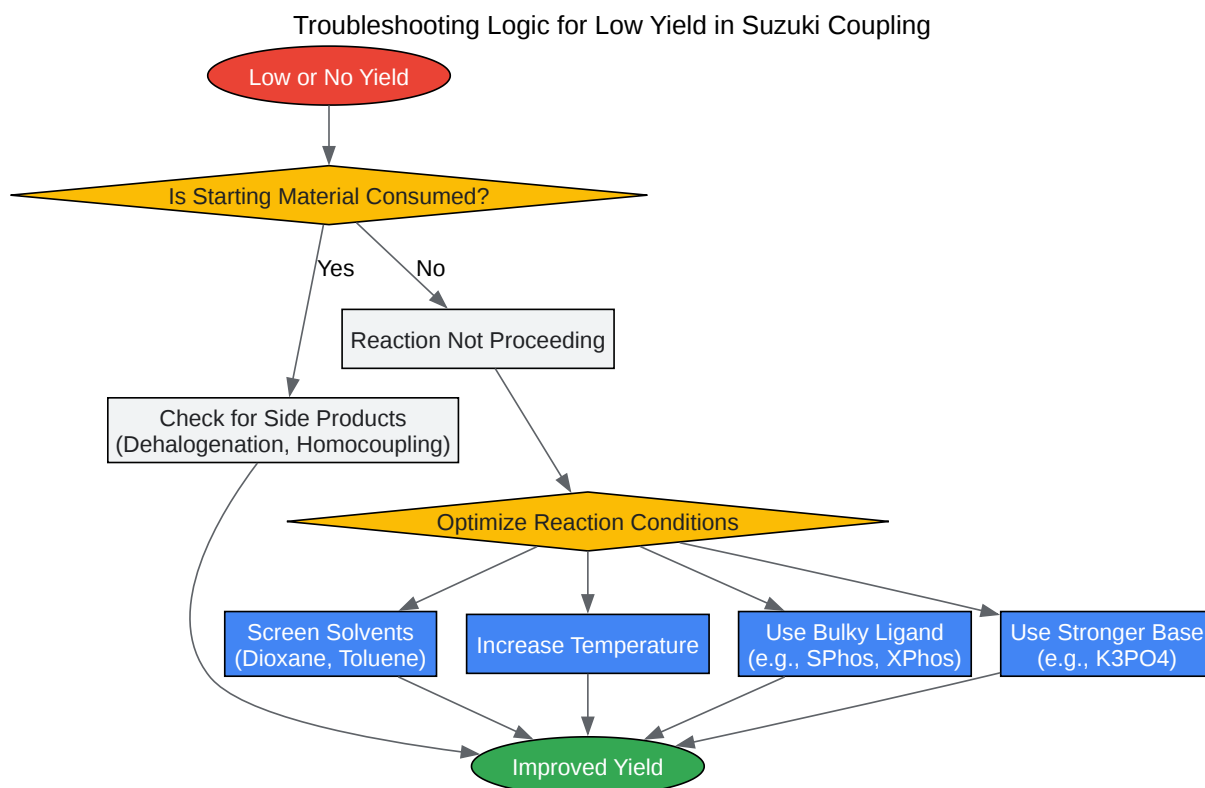 Troubleshooting Logic for Low Yield in Suzuki Coupling
Low or No Yield
Is Starting Material Consumed?
Yes
No
Reaction Not Proceeding
Check for Side Products
(Dehalogenation, Homocoupling)
Optimize Reaction Conditions
Screen Solvents
(Dioxane, Toluene)
Increase Temperature
Use Bulky Ligand
(e.g., SPhos, XPhos)
Use Stronger Base
(e.g., K3PO4)
Improved Yield